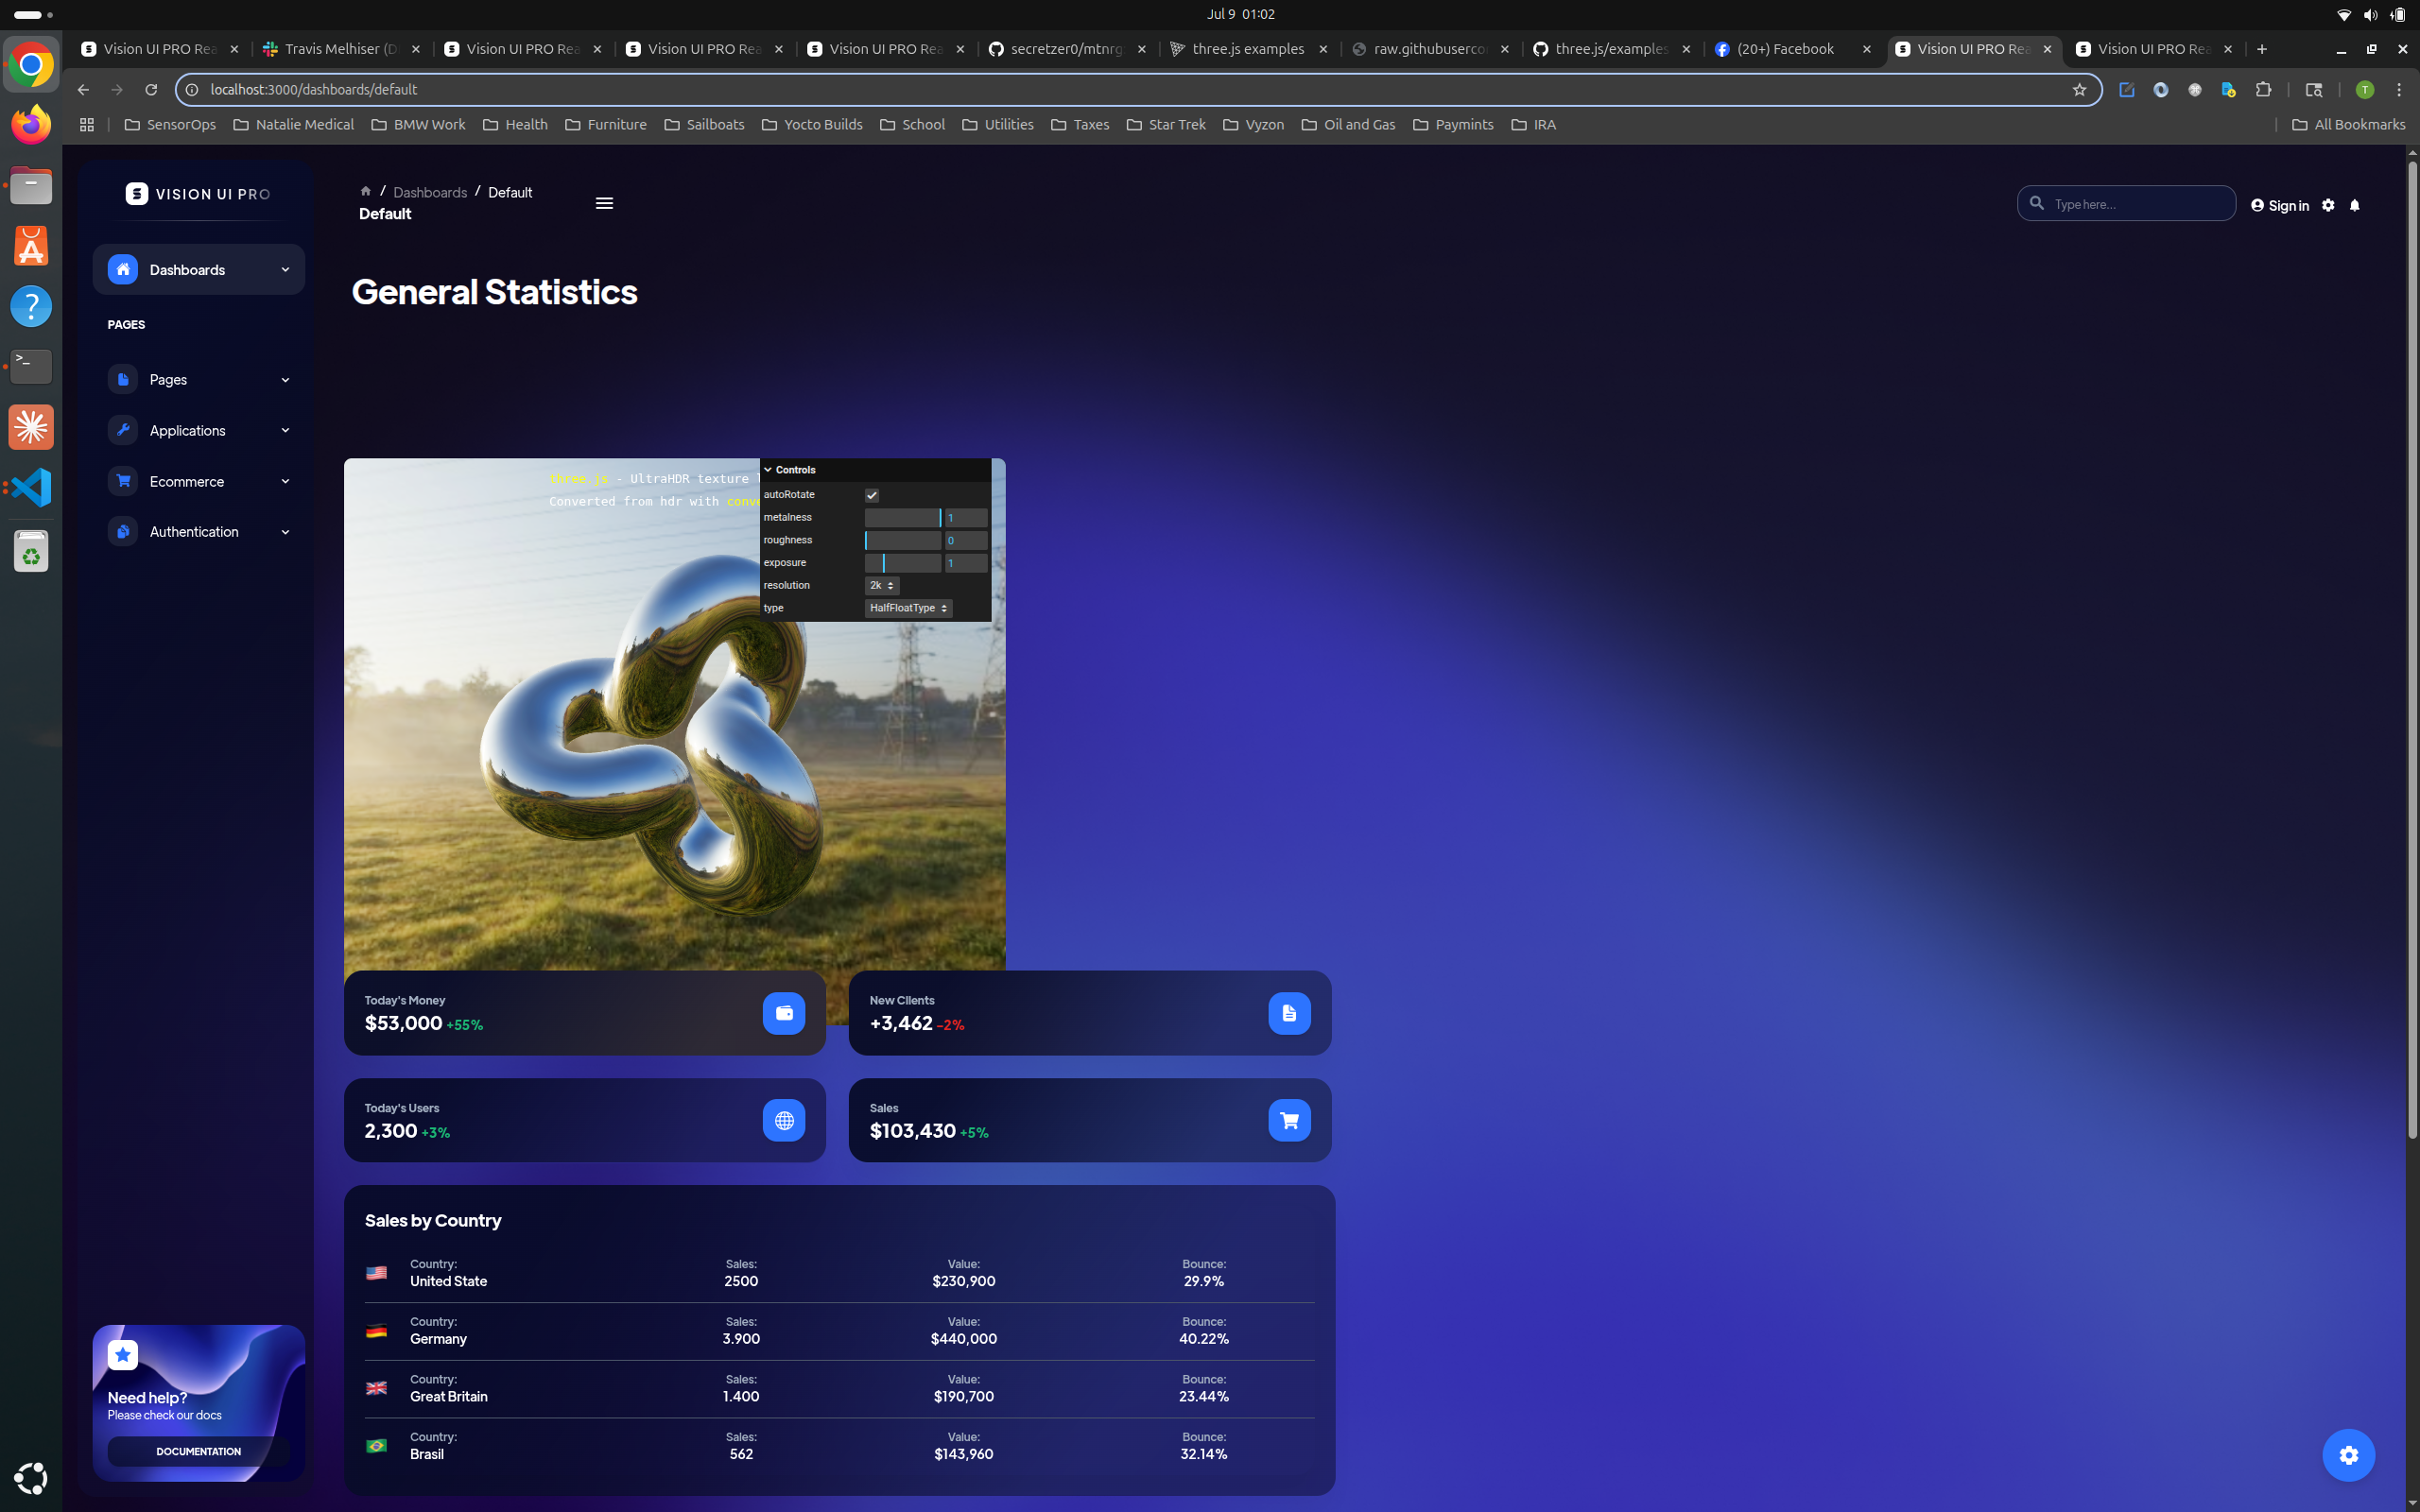 Jul 9 01:02
Vision UI PRO Rea
Travis Melhiser (D
Vision UI PRO Rea
Vision UI PRO Rea
Vision UI PRO Rea
secretzer0/mtnrg
three.js examples
raw.githubuserco
three.js/examples
(20+) Facebook
Vision UI PRO Rea
Vision UI PRO Rea
localhost:3000/dashboards/default
T
SensorOps
Natalie Medical
BMW Work
Health
Furniture
Sailboats
Yocto Builds
School
Utilities
Taxes
Star Trek
Vyzon
Oil and Gas
Paymints
IRA
All Bookmarks
VISION UI PRO
/ Dashboards / Default
Default
Type here...
Sign in
Dashboards
General Statistics
PAGES
Pages
Applications
Ecommerce
Authentication
three.js - UltraHDR texture
Converted from hdr with conve
Controls
autoRotate
metalness 1
roughness 0
exposure 1
resolution 2k
type HalfFloatType
Today's Money
$53,000 +55%
New Clients
+3,462 -2%
Today's Users
2,300 +3%
Sales
$103,430 +5%
Sales by Country
Country: Sales: Value: Bounce:
United State 2500 $230,900 29.9%
Country: Sales: Value: Bounce:
Germany 3.900 $440,000 40.22%
Country: Sales: Value: Bounce:
Great Britain 1.400 $190,700 23.44%
Country: Sales: Value: Bounce:
Brasil 562 $143,960 32.14%
Need help?
Please check our docs
DOCUMENTATION